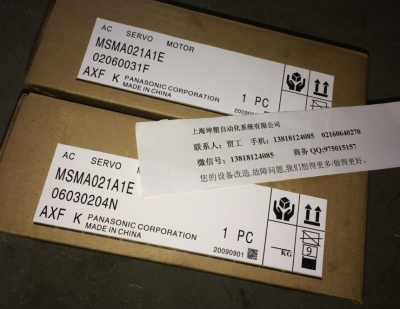 AC SERVO MOTOR
MSMA021A1E
02060031F
AXF K PANASONIC CORPORATION
MADE IN CHINA
1 PC
上海坤塑自动化系统有限公司
联系人: 贾工 手机: 13818124085 02160640270
微信号: 13818124085 商务QQ:975015157
您的设备改造,故障问题,我们想得更多/做得更好。
AC SERVO
MSMA021A1E
06030204N
AXF K PANASONIC CORPORATION
MADE IN CHINA
1 PC
20090901
KG
9